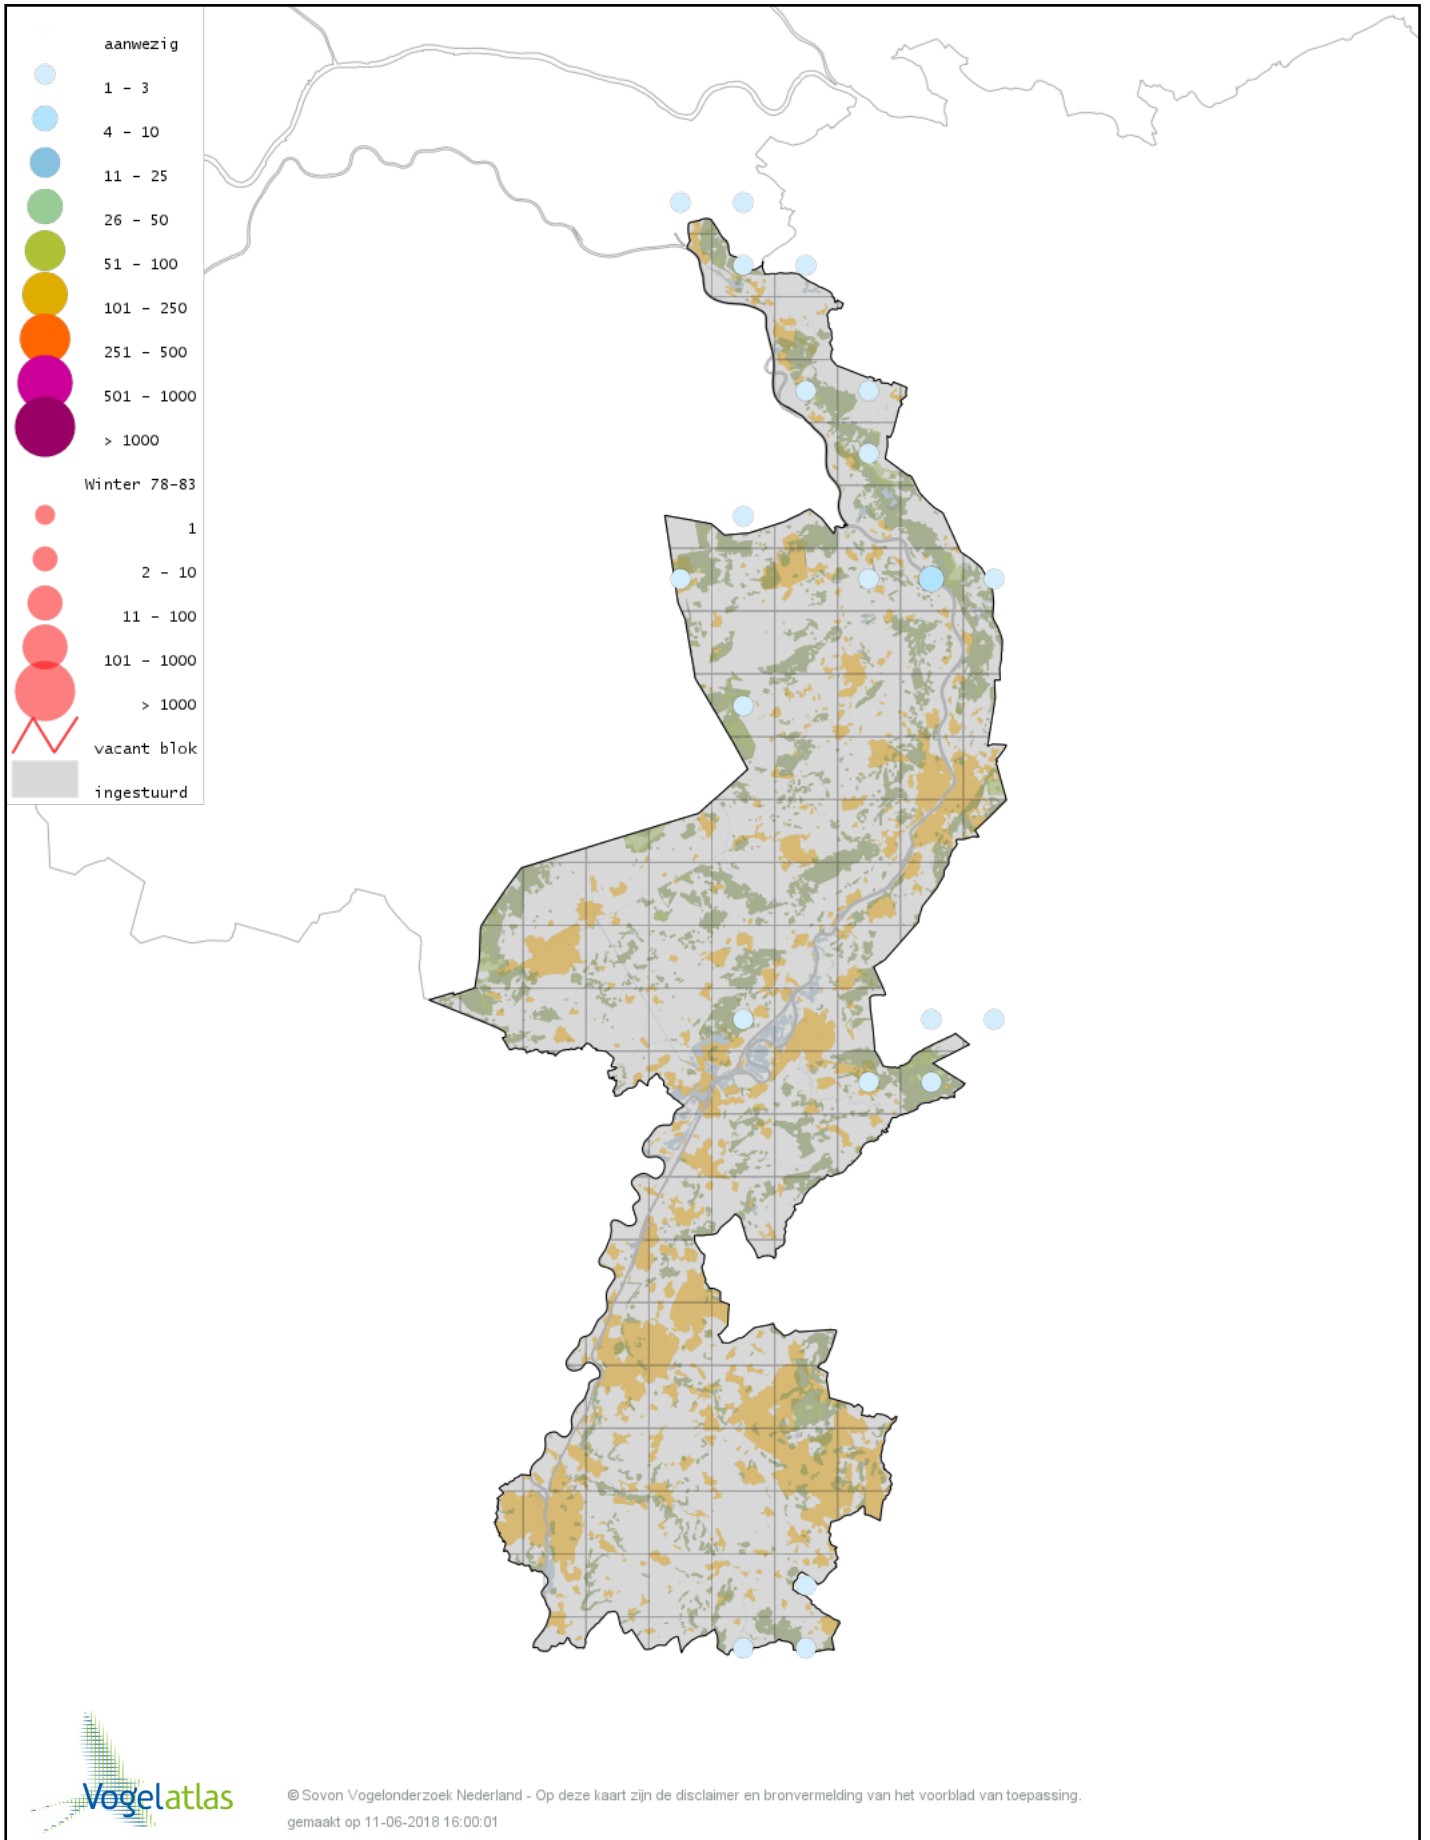 aanwezig
1 - 3
4 - 10
11 - 25
26 - 50
51 - 100
101 - 250
251 - 500
501 - 1000
> 1000
Winter 78-83
1
2 - 10
11 - 100
101 - 1000
> 1000
vacant blok
ingestuurd
Vogelatlas
© Sovon Vogelonderzoek Nederland - Op deze kaart zijn de disclaimer en bronvermelding van het voorblad van toepassing.
gemaakt op 11-06-2018 16:00:01